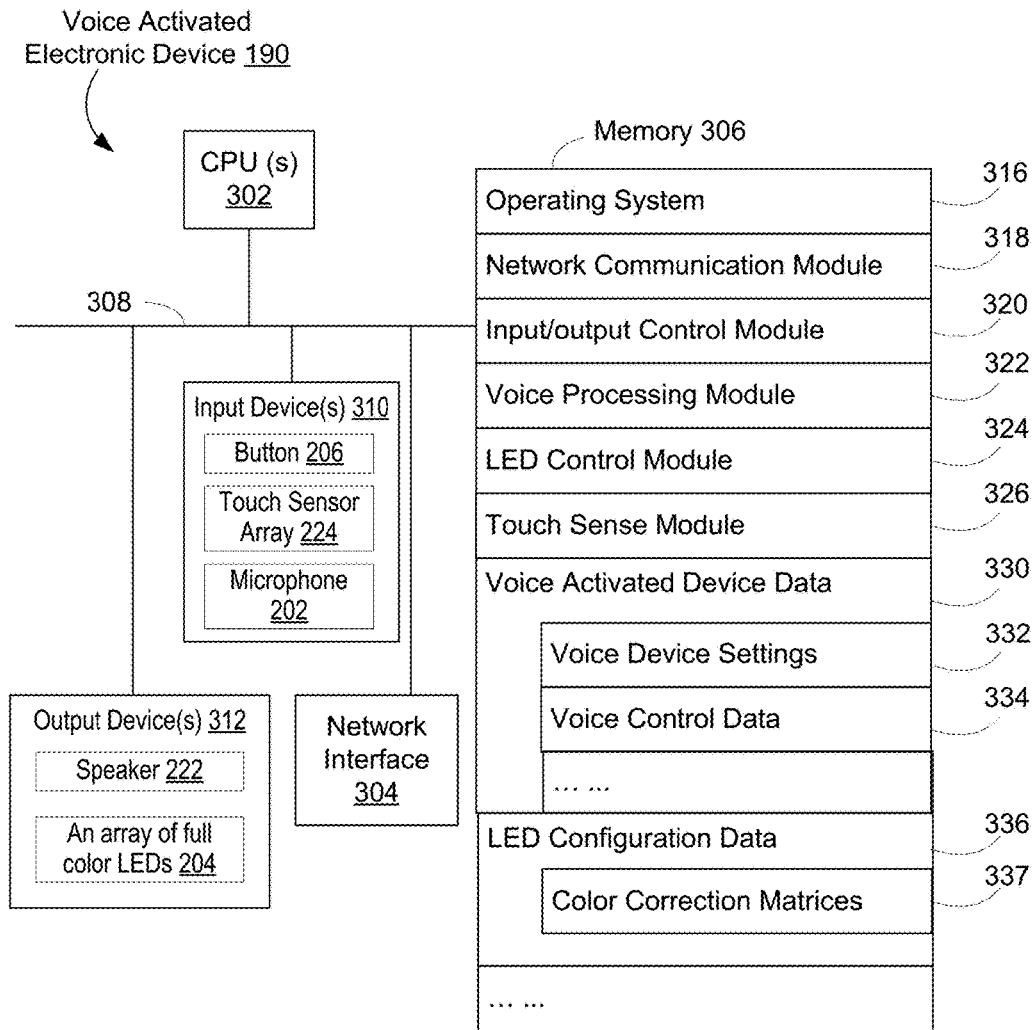 Voice Activated
Electronic Device 190
CPU (s)
302
308
Input Device(s) 310
Button 206
Touch Sensor
Array 224
Microphone
202
Output Device(s) 312
Speaker 222
An array of full
color LEDs 204
Network
Interface
304
Memory 306
Operating System
316
Network Communication Module
318
Input/output Control Module
320
Voice Processing Module
322
LED Control Module
324
Touch Sense Module
326
Voice Activated Device Data
330
Voice Device Settings
332
Voice Control Data
334
... ...
LED Configuration Data
336
Color Correction Matrices
337
... ...